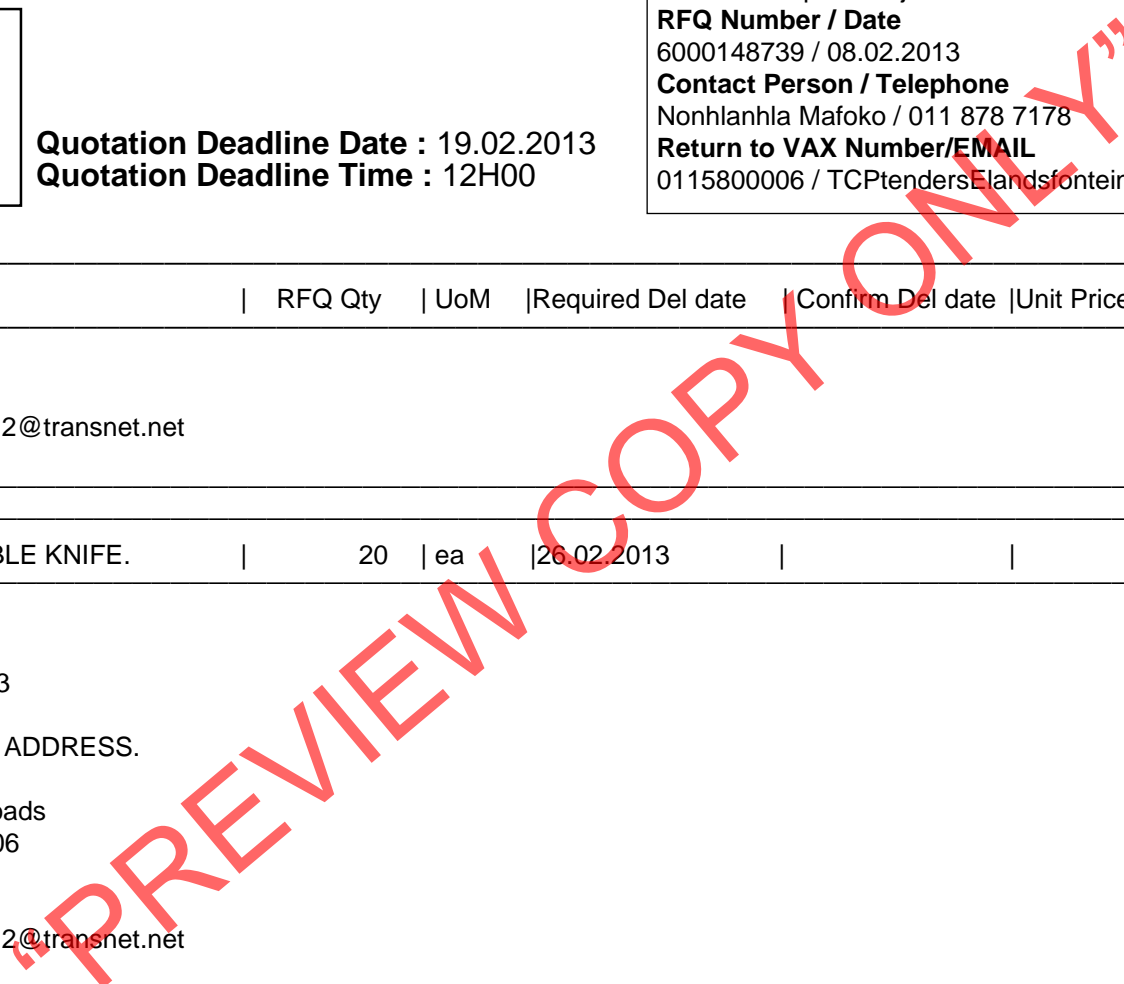 RFQ Number / Date
6000148739 / 08.02.2013
Contact Person / Telephone
Nonhlanhla Mafoko / 011 878 7178
Quotation Deadline Date : 19.02.2013
Return to VAX Number/EMAIL
Quotation Deadline Time : 12H00
0115800006 / TCPtendersElandsfontein
| RFQ Qty | UoM |Required Del date | Confirm Del date |Unit Price
2@transnet.net
BLE KNIFE. | 20 | ea |26.02.2013 | |
3
ADDRESS.
oads
06
2@transnet.net
“PREVIEW COPY ONLY”